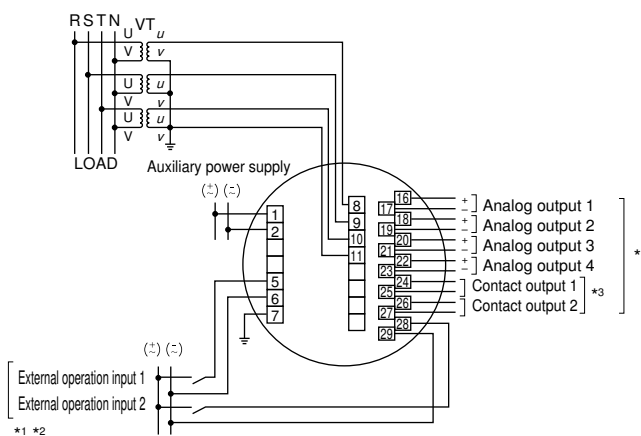 R S T N VT
U u
V v
U u
V v
U u
V v
LOAD
Auxiliary power supply
(+ ~) (- ~)
1
2
5
6
7
8
9
10
11
16
17
18
19
20
21
22
23
24
25
26
27
28
29
+ − Analog output 1
+ − Analog output 2
+ − Analog output 3
+ − Analog output 4
Contact output 1
Contact output 2
*3
*
(+ ~) (- ~)
External operation input 1
External operation input 2
*1 *2